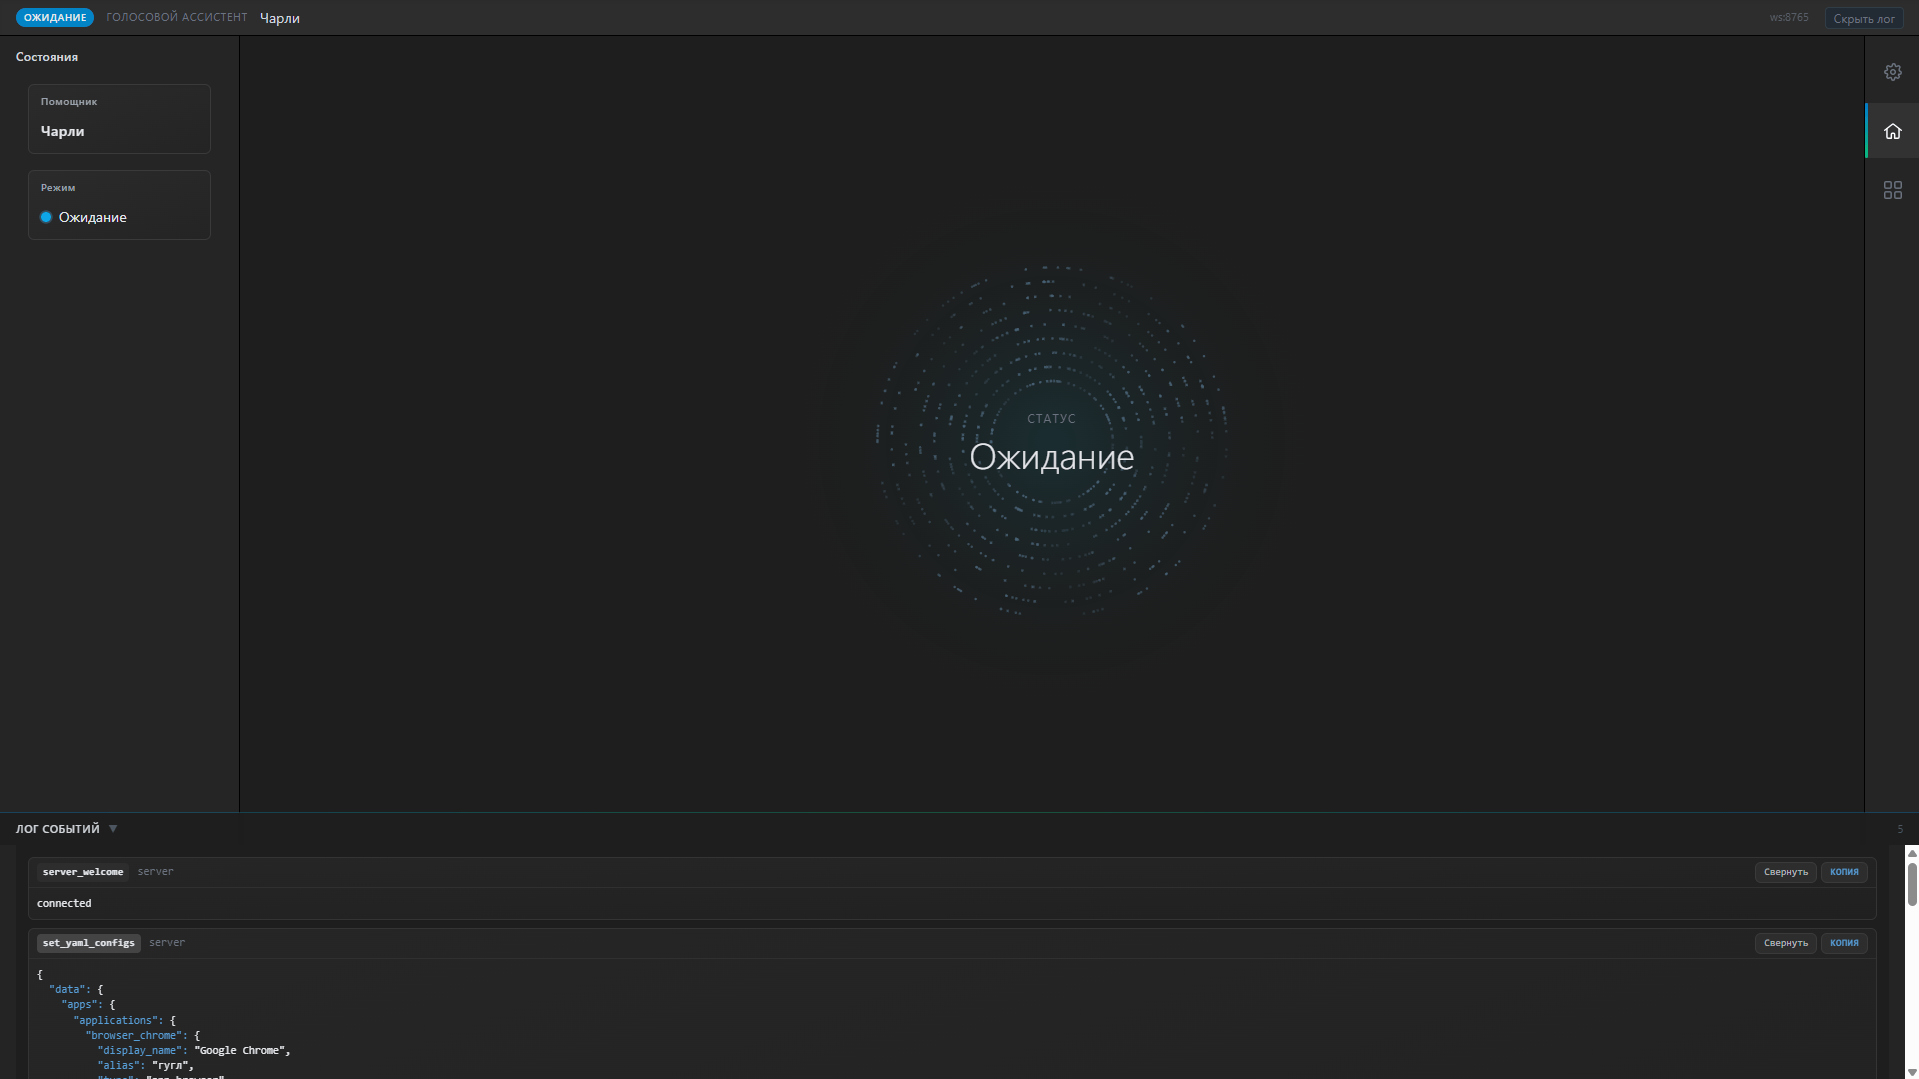 ОЖИДАНИЕ ГОЛОСОВОЙ АССИСТЕНТ Чарли ws:8765 Скрыть лог
Состояния
Помощник
Чарли
Режим
Ожидание
СТАТУС
Ожидание
ЛОГ СОБЫТИЙ ▼ 5
server_welcome server Свернуть КОПИЯ
connected
set_yaml_configs server Свернуть КОПИЯ
{
"data": {
"apps": {
"applications": {
"browser_chrome": {
"display_name": "Google Chrome",
"alias": "гугл",